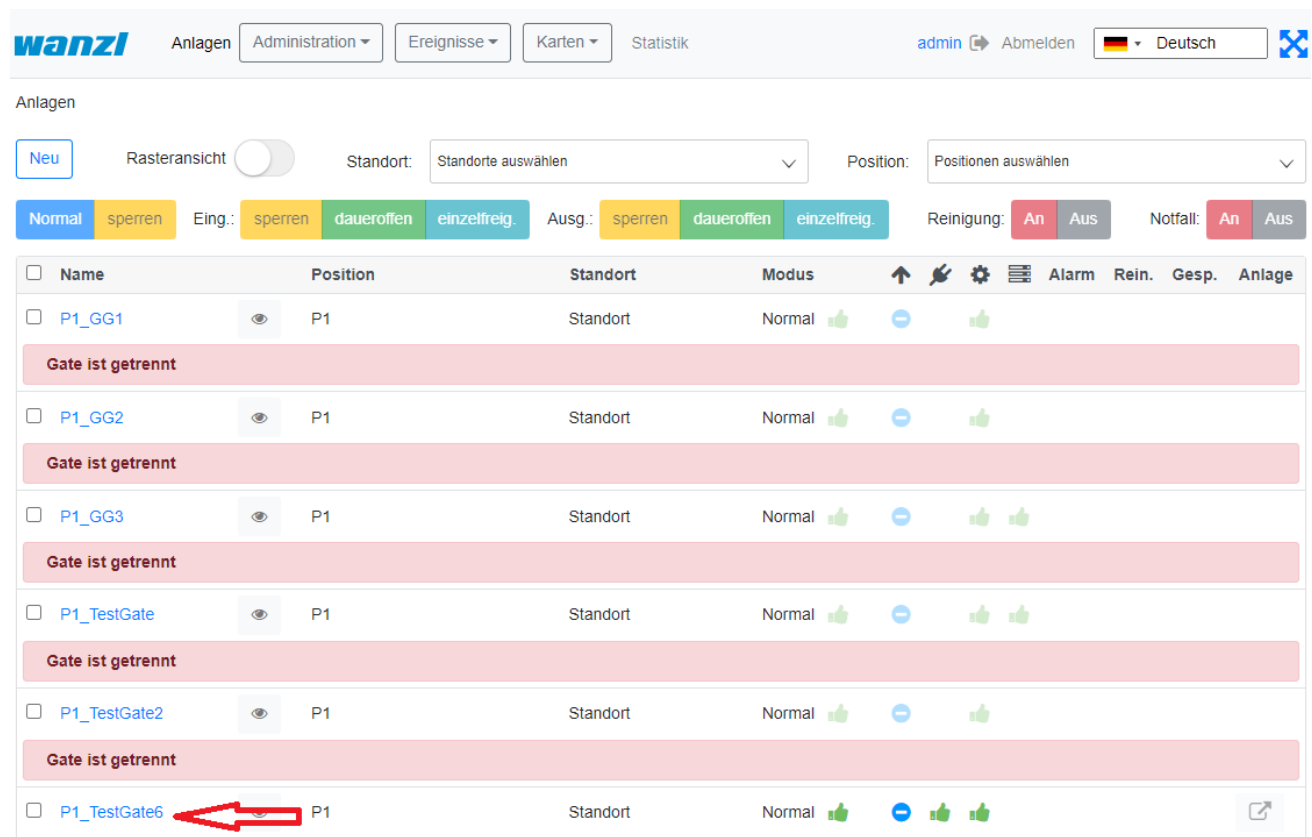 wanzl Anlagen Administration Ereignisse Karten Statistik admin Abmelden Deutsch
Anlagen
Neu Rasteransicht Standort: Standorte auswählen Position: Positionen auswählen
Normal sperren Eing.: sperren daueroffen einzelfreig. Ausg.: sperren daueroffen einzelfreig. Reinigung: An Aus Notfall: An Aus
Name Position Standort Modus Alarm Rein. Gesp. Anlage
P1_GG1 P1 Standort Normal
Gate ist getrennt
P1_GG2 P1 Standort Normal
Gate ist getrennt
P1_GG3 P1 Standort Normal
Gate ist getrennt
P1_TestGate P1 Standort Normal
Gate ist getrennt
P1_TestGate2 P1 Standort Normal
Gate ist getrennt
P1_TestGate6 P1 Standort Normal